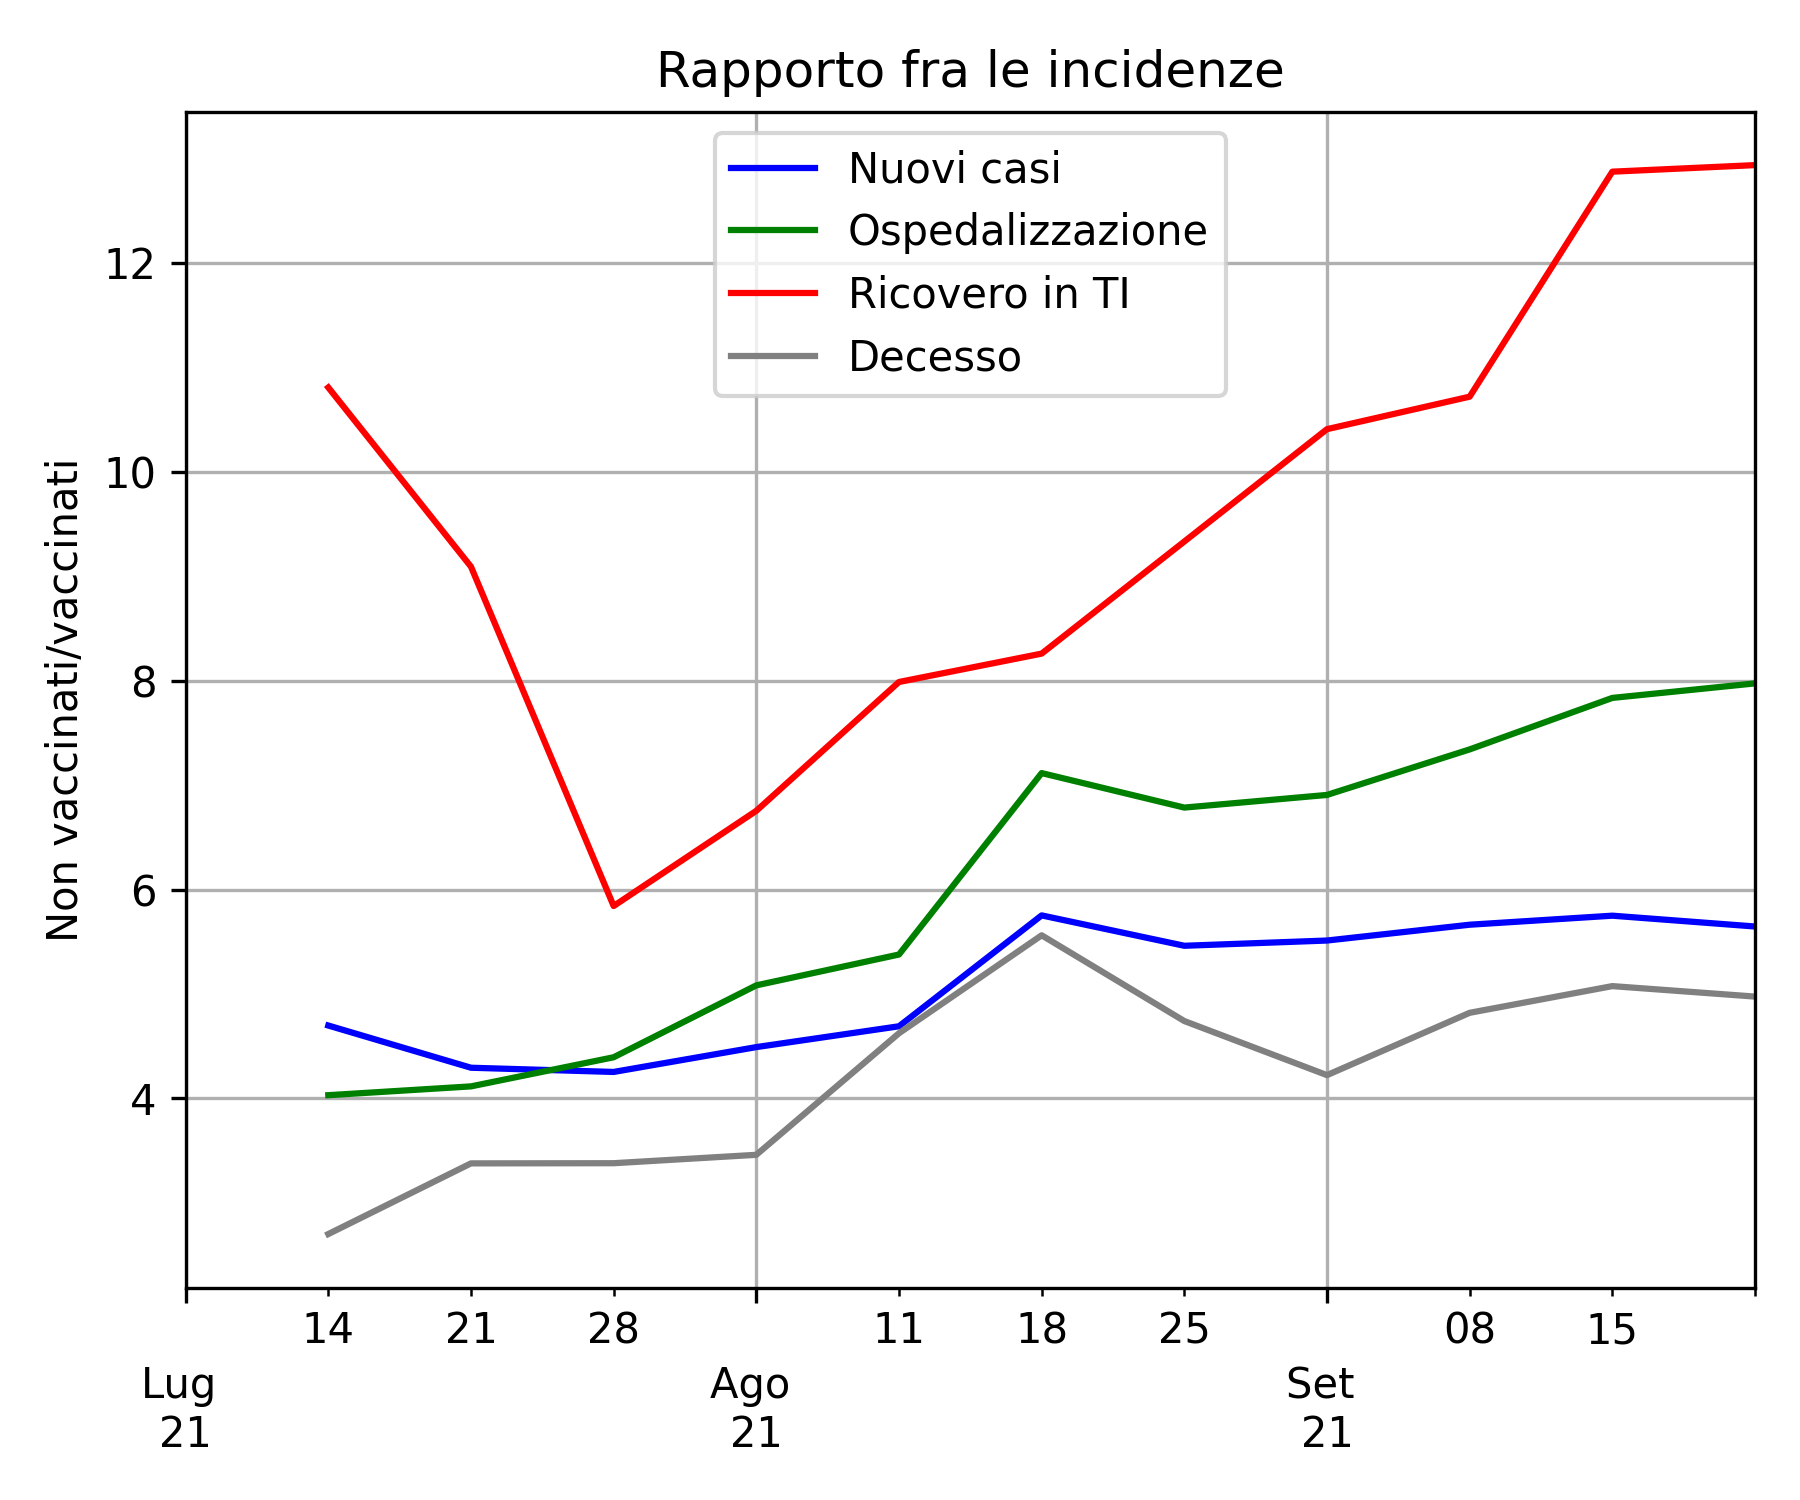 Rapporto fra le incidenze
Nuovi casi
Ospedalizzazione
Ricovero in TI
Decesso
Non vaccinati/vaccinati
12
10
8
6
4
14 21 28 11 18 25 08 15
Lug Ago Set
21 21 21